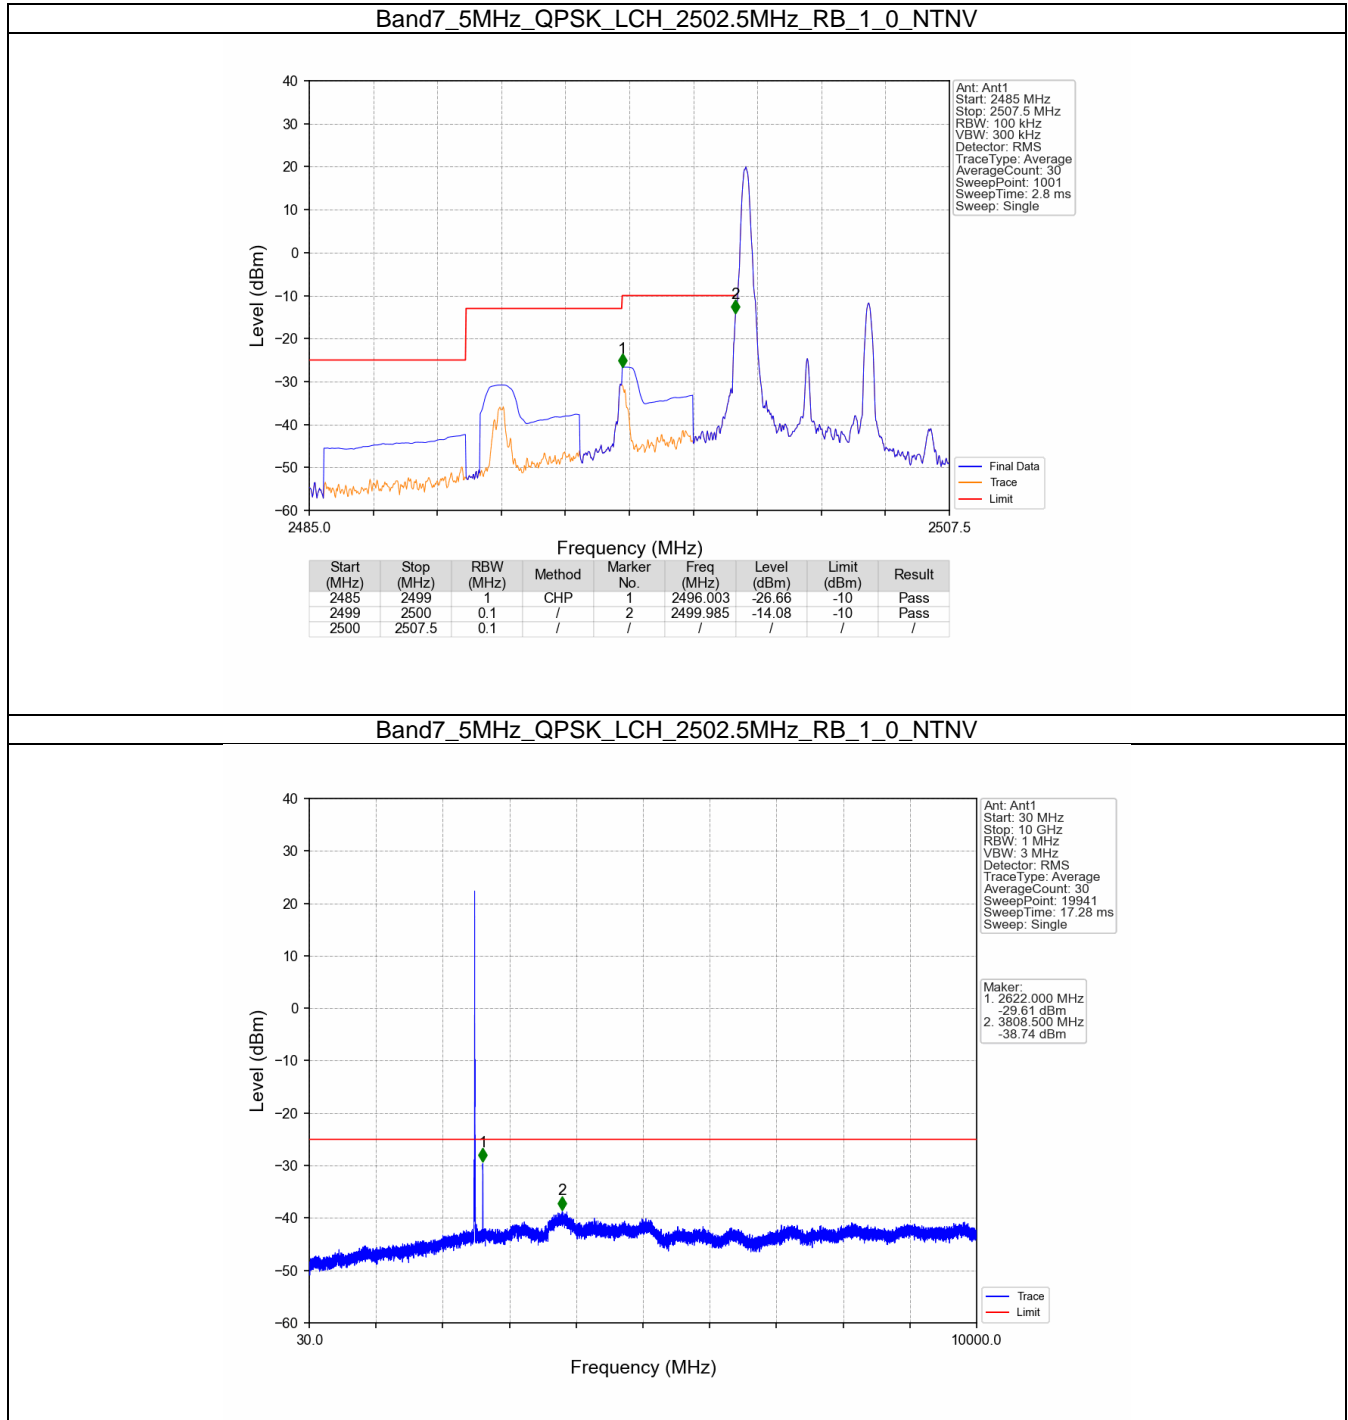 Band7_5MHz_QPSK_LCH_2502.5MHz_RB_1_0_NTNV
40
30
20
10
0
−10
−20
−30
−40
−50
−60
Level (dBm)
1
2
2485.0
2507.5
Frequency (MHz)
Ant: Ant1
Start: 2485 MHz
Stop: 2507.5 MHz
RBW: 100 kHz
VBW: 300 kHz
Detector: RMS
TraceType: Average
AverageCount: 30
SweepPoint: 1001
SweepTime: 2.8 ms
Sweep: Single
Final Data
Trace
Limit
Start (MHz) Stop (MHz) RBW (MHz) Method Marker No. Freq (MHz) Level (dBm) Limit (dBm) Result
2485 2499 1 CHP 1 2496.003 -26.66 -10 Pass
2499 2500 0.1 / 2 2499.985 -14.08 -10 Pass
2500 2507.5 0.1 / / / / / /
Band7_5MHz_QPSK_LCH_2502.5MHz_RB_1_0_NTNV
40
30
20
10
0
−10
−20
−30
−40
−50
−60
Level (dBm)
1
2
30.0
10000.0
Frequency (MHz)
Ant: Ant1
Start: 30 MHz
Stop: 10 GHz
RBW: 1 MHz
VBW: 3 MHz
Detector: RMS
TraceType: Average
AverageCount: 30
SweepPoint: 19941
SweepTime: 17.28 ms
Sweep: Single
Maker:
1. 2622.000 MHz
-29.61 dBm
2. 3808.500 MHz
-38.74 dBm
Trace
Limit